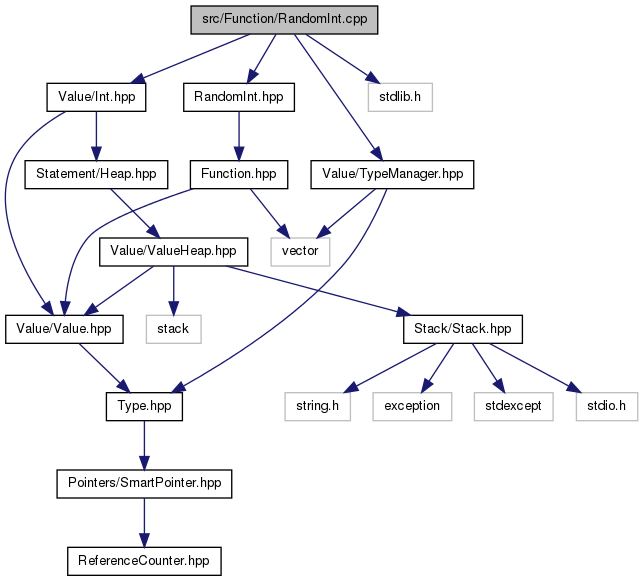 src/Function/RandomInt.cpp
Value/Int.hpp
RandomInt.hpp
stdlib.h
Statement/Heap.hpp
Function.hpp
Value/TypeManager.hpp
Value/ValueHeap.hpp
vector
Value/Value.hpp
stack
Stack/Stack.hpp
Type.hpp
string.h
exception
stdexcept
stdio.h
Pointers/SmartPointer.hpp
ReferenceCounter.hpp